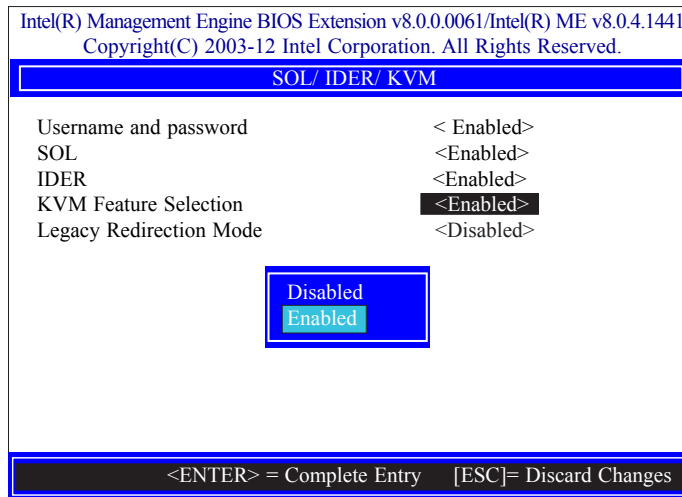 Intel(R) Management Engine BIOS Extension v8.0.0.0061/Intel(R) ME v8.0.4.1441
Copyright(C) 2003-12 Intel Corporation. All Rights Reserved.
SOL/ IDER/ KVM
Username and password < Enabled>
SOL <Enabled>
IDER <Enabled>
KVM Feature Selection <Enabled>
Legacy Redirection Mode <Disabled>
Disabled
Enabled
<ENTER> = Complete Entry [ESC]= Discard Changes